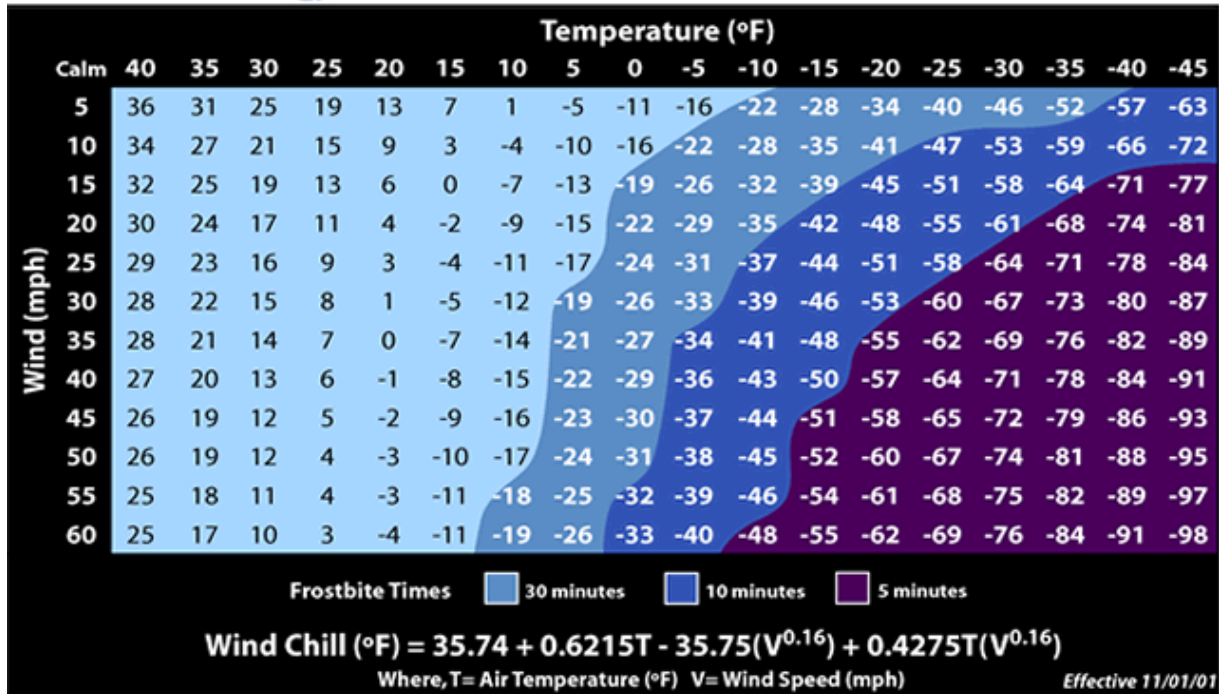 Temperature (ºF)
Calm 40 35 30 25 20 15 10 5 0 -5 -10 -15 -20 -25 -30 -35 -40 -45
5 36 31 25 19 13 7 1 -5 -11 -16 -22 -28 -34 -40 -46 -52 -57 -63
10 34 27 21 15 9 3 -4 -10 -16 -22 -28 -35 -41 -47 -53 -59 -66 -72
15 32 25 19 13 6 0 -7 -13 -19 -26 -32 -39 -45 -51 -58 -64 -71 -77
20 30 24 17 11 4 -2 -9 -15 -22 -29 -35 -42 -48 -55 -61 -68 -74 -81
25 29 23 16 9 3 -4 -11 -17 -24 -31 -37 -44 -51 -58 -64 -71 -78 -84
30 28 22 15 8 1 -5 -12 -19 -26 -33 -39 -46 -53 -60 -67 -73 -80 -87
35 28 21 14 7 0 -7 -14 -21 -27 -34 -41 -48 -55 -62 -69 -76 -82 -89
40 27 20 13 6 -1 -8 -15 -22 -29 -36 -43 -50 -57 -64 -71 -78 -84 -91
45 26 19 12 5 -2 -9 -16 -23 -30 -37 -44 -51 -58 -65 -72 -79 -86 -93
50 26 19 12 4 -3 -10 -17 -24 -31 -38 -45 -52 -60 -67 -74 -81 -88 -95
55 25 18 11 4 -3 -11 -18 -25 -32 -39 -46 -54 -61 -68 -75 -82 -89 -97
60 25 17 10 3 -4 -11 -19 -26 -33 -40 -48 -55 -62 -69 -76 -84 -91 -98
Wind (mph)
Frostbite Times 30 minutes 10 minutes 5 minutes
Wind Chill (ºF) = 35.74 + 0.6215T - 35.75(V^0.16) + 0.4275T(V^0.16)
Where, T= Air Temperature (ºF) V= Wind Speed (mph)
Effective 11/01/01